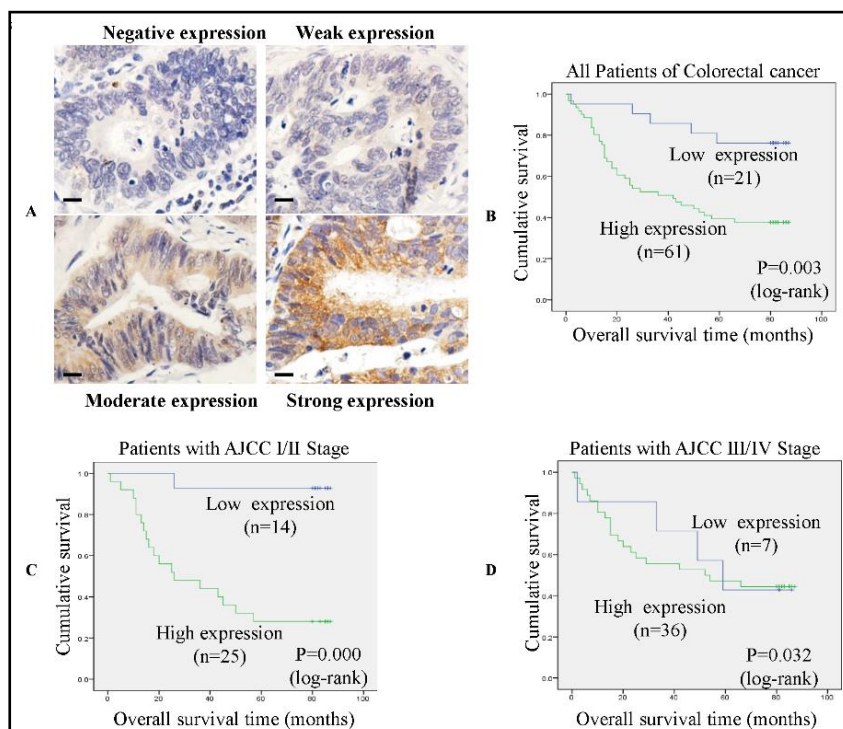 Negative expression
Weak expression
A
Moderate expression
Strong expression
All Patients of Colorectal cancer
B
Cumulative survival
1.0
0.8
0.6
0.4
0.2
0.0
Low expression
(n=21)
High expression
(n=61)
P=0.003
(log-rank)
0 20 40 60 80 100
Overall survival time (months)
Patients with AJCC I/II Stage
C
Cumulative survival
1.0
0.8
0.6
0.4
0.2
0.0
Low expression
(n=14)
High expression
(n=25)
P=0.000
(log-rank)
0 20 40 60 80 100
Overall survival time (months)
Patients with AJCC III/IV Stage
D
Cumulative survival
1.0
0.8
0.6
0.4
0.2
0.0
Low expression
(n=7)
High expression
(n=36)
P=0.032
(log-rank)
0 20 40 60 80 100
Overall survival time (months)